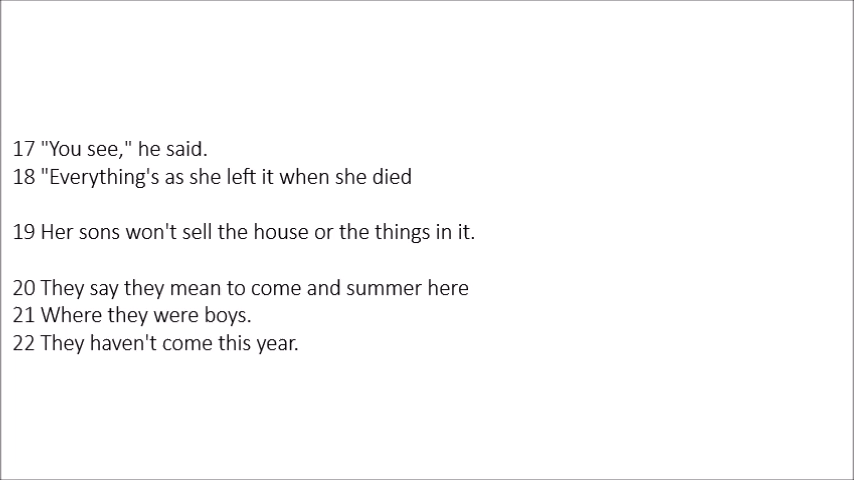 17 "You see," he said.
18 "Everything's as she left it when she died
19 Her sons won't sell the house or the things in it.
20 They say they mean to come and summer here
21 Where they were boys.
22 They haven't come this year.